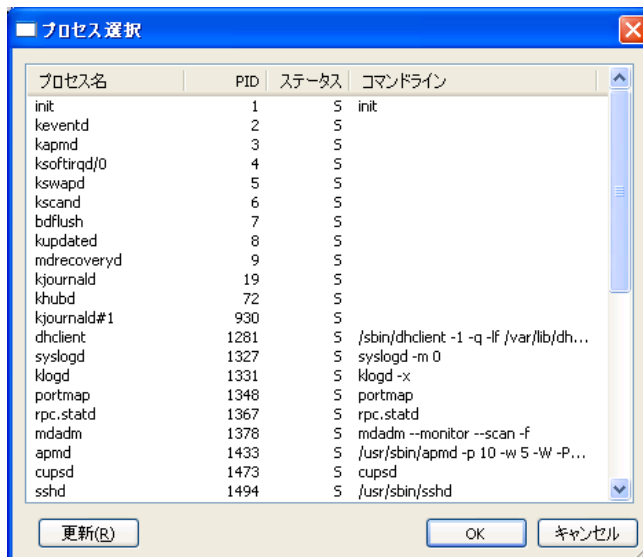 プロセス選択
プロセス名 PID ステータス コマンドライン
init 1 S init
keventd 2 S
kapmd 3 S
ksoftirqd/0 4 S
kswapd 5 S
kscand 6 S
bdflush 7 S
kupdated 8 S
mdrecoveryd 9 S
kjournald 19 S
khubd 72 S
kjournald#1 930 S
dhclient 1281 S /sbin/dhclient -1 -q -lf /var/lib/dh...
syslogd 1327 S syslogd -m 0
klogd 1331 S klogd -x
portmap 1348 S portmap
rpc.statd 1367 S rpc.statd
mdadm 1378 S mdadm --monitor --scan -f
apmd 1433 S /usr/sbin/apmd -p 10 -w 5 -W -P...
cupsd 1473 S cupsd
sshd 1494 S /usr/sbin/sshd
更新(R) OK キャンセル